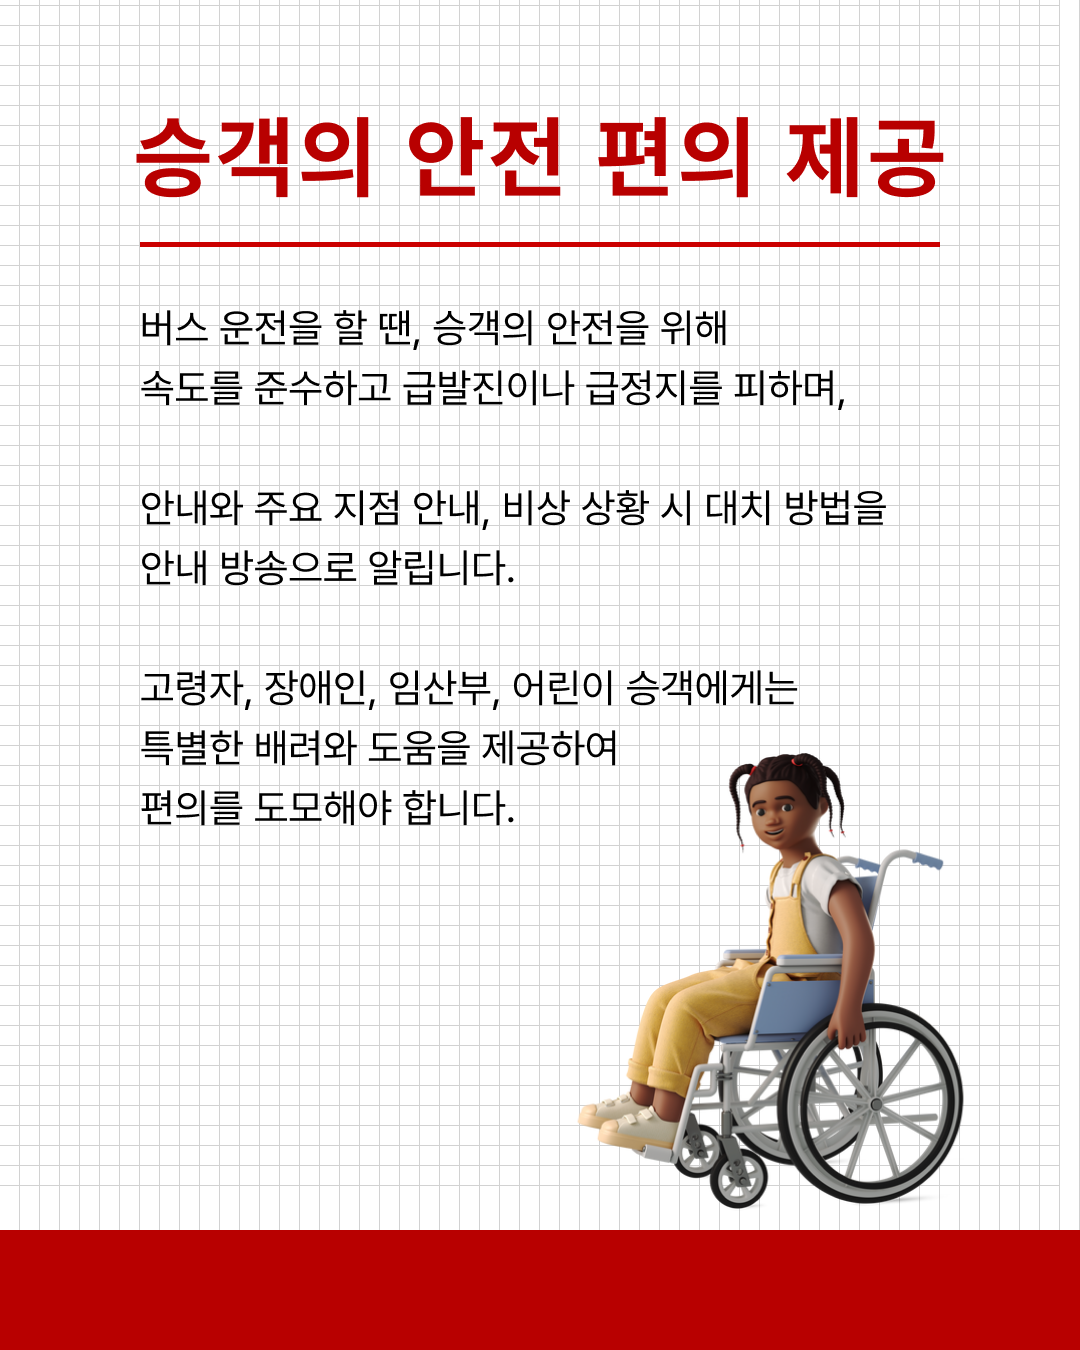 승객의 안전 편의 제공
버스 운전을 할 땐, 승객의 안전을 위해
속도를 준수하고 급발진이나 급정지를 피하며,
안내와 주요 지점 안내, 비상 상황 시 대치 방법을
안내 방송으로 알립니다.
고령자, 장애인, 임산부, 어린이 승객에게는
특별한 배려와 도움을 제공하여
편의를 도모해야 합니다.